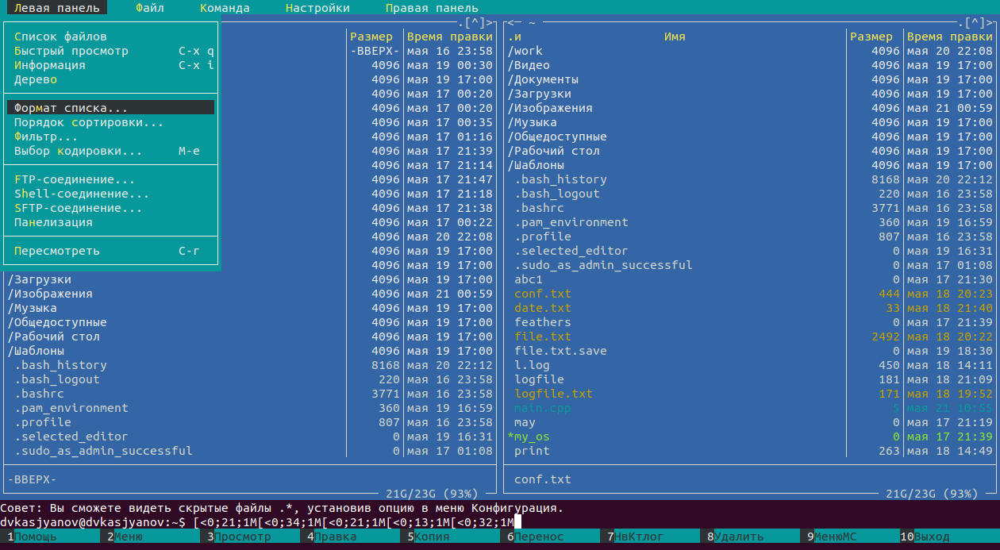 Левая панель Файл Команда Настройки Правая панель
.[^]> <─ ~ .[^]>
Список файлов Размер Время правки .и Имя Размер Время правки
Быстрый просмотр C-x q -ВВЕРХ- мая 16 23:58 /work 4096 мая 20 22:08
Информация C-x i 4096 мая 19 00:30 /Видео 4096 мая 19 17:00
Дерево 4096 мая 19 17:00 /Документы 4096 мая 19 17:00
4096 мая 17 00:20 /Загрузки 4096 мая 19 17:00
Формат списка... 4096 мая 17 00:20 /Изображения 4096 мая 21 00:59
Порядок сортировки... 4096 мая 17 00:35 /Музыка 4096 мая 19 17:00
Фильтр... 4096 мая 17 01:16 /Общедоступные 4096 мая 19 17:00
Выбор кодировки... M-e 4096 мая 17 21:39 /Рабочий стол 4096 мая 19 17:00
4096 мая 17 21:14 /Шаблоны 4096 мая 19 17:00
FTP-соединение... 4096 мая 17 21:47 .bash_history 8168 мая 20 22:12
Shell-соединение... 4096 мая 17 21:18 .bash_logout 220 мая 16 23:58
SFTP-соединение... 4096 мая 17 21:38 .bashrc 3771 мая 16 23:58
Панелизация 4096 мая 17 00:22 .pam_environment 360 мая 19 16:59
4096 мая 20 22:08 .profile 807 мая 16 23:58
Пересмотреть C-r 4096 мая 19 17:00 .selected_editor 0 мая 19 16:31
4096 мая 19 17:00 .sudo_as_admin_successful 0 мая 17 01:08
/Загрузки 4096 мая 19 17:00 abc1 0 мая 17 21:30
/Изображения 4096 мая 21 00:59 conf.txt 444 мая 18 20:23
/Музыка 4096 мая 19 17:00 date.txt 33 мая 18 21:40
/Общедоступные 4096 мая 19 17:00 feathers 0 мая 17 21:39
/Рабочий стол 4096 мая 19 17:00 file.txt 2492 мая 18 20:22
/Шаблоны 4096 мая 19 17:00 file.txt.save 0 мая 19 18:30
.bash_history 8168 мая 20 22:12 l.log 450 мая 18 14:11
.bash_logout 220 мая 16 23:58 logfile 181 мая 18 21:09
.bashrc 3771 мая 16 23:58 logfile.txt 171 мая 18 19:52
.pam_environment 360 мая 19 16:59 main.cpp 5 мая 21 10:55
.profile 807 мая 16 23:58 may 0 мая 17 21:19
.selected_editor 0 мая 19 16:31 *my_os 0 мая 17 21:39
.sudo_as_admin_successful 0 мая 17 01:08 print 263 мая 18 14:49
-ВВЕРХ- conf.txt
21G/23G (93%) 21G/23G (93%)
Совет: Вы сможете видеть скрытые файлы .*, установив опцию в меню Конфигурация.
dvkasjyanov@dvkasjyanov:~$ [<0;21;1M[<0;34;1M[<0;21;1M[<0;13;1M[<0;32;1M
1Помощь 2Меню 3Просмотр 4Правка 5Копия 6Перенос 7НвКтлог 8Удалить 9МенюMC 10Выход